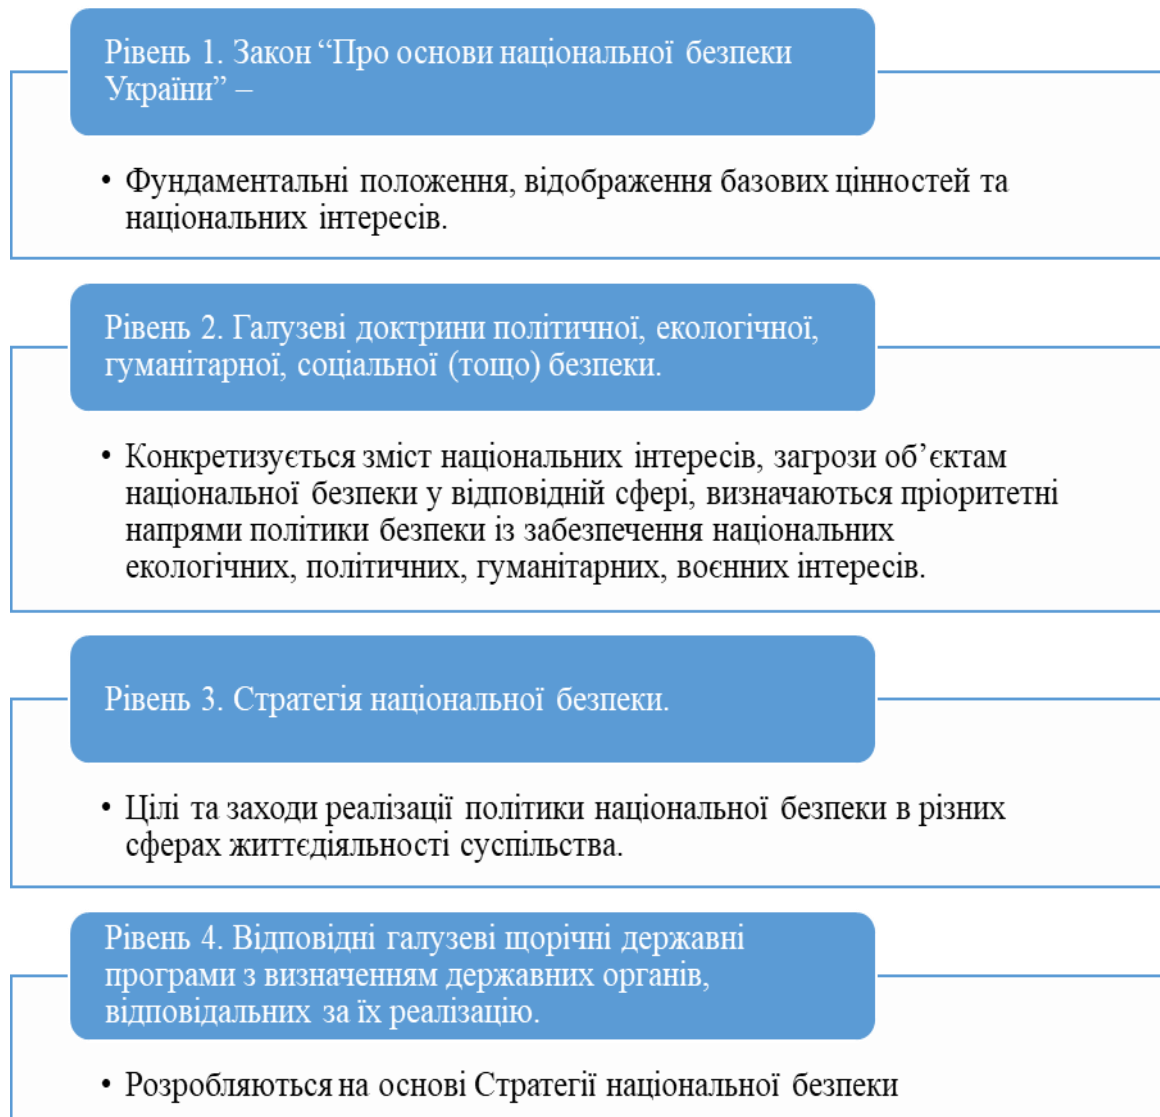 Рівень 1. Закон “Про основи національної безпеки
України” –
• Фундаментальні положення, відображення базових цінностей та
національних інтересів.
Рівень 2. Галузеві доктрини політичної, екологічної,
гуманітарної, соціальної (тощо) безпеки.
• Конкретизується зміст національних інтересів, загрози об’єктам
національної безпеки у відповідній сфері, визначаються пріоритетні
напрями політики безпеки із забезпечення національних
екологічних, політичних, гуманітарних, воєнних інтересів.
Рівень 3. Стратегія національної безпеки.
• Цілі та заходи реалізації політики національної безпеки в різних
сферах життєдіяльності суспільства.
Рівень 4. Відповідні галузеві щорічні державні
програми з визначенням державних органів,
відповідальних за їх реалізацію.
• Розробляються на основі Стратегії національної безпеки